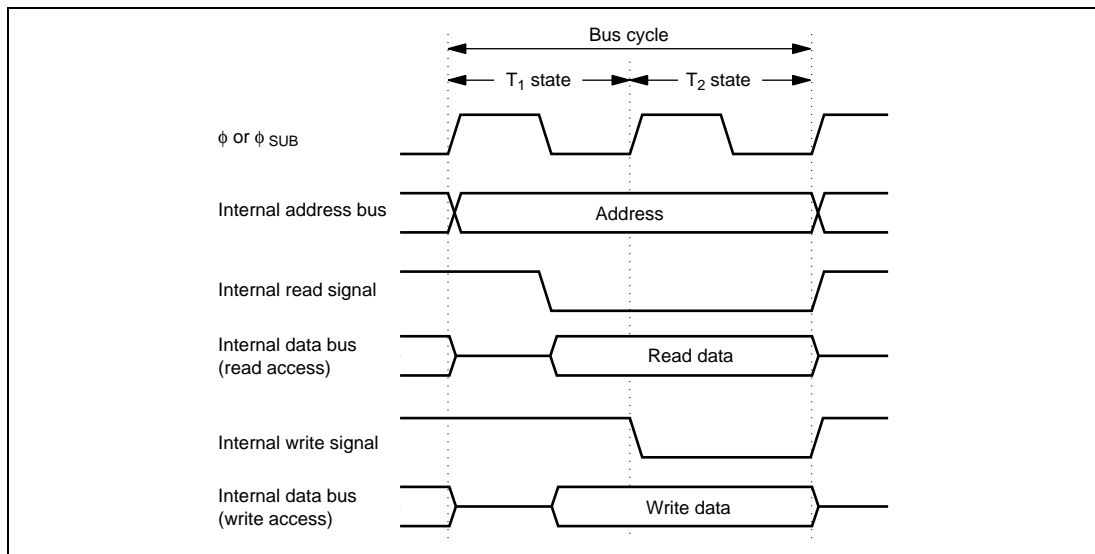 Bus cycle
T1 state
T2 state
ϕ or ϕ SUB
Internal address bus
Address
Internal read signal
Internal data bus
(read access)
Read data
Internal write signal
Internal data bus
(write access)
Write data